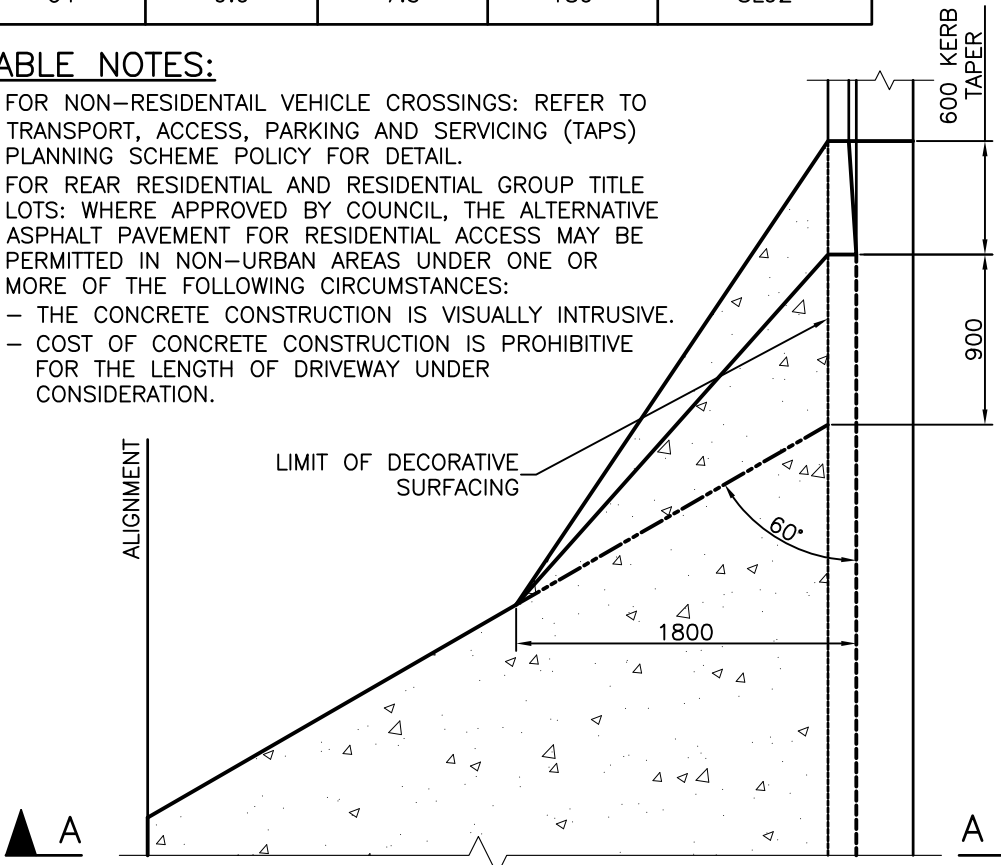 ABLE NOTES:
FOR NON-RESIDENTAIL VEHICLE CROSSINGS: REFER TO
TRANSPORT, ACCESS, PARKING AND SERVICING (TAPS)
PLANNING SCHEME POLICY FOR DETAIL.
FOR REAR RESIDENTIAL AND RESIDENTIAL GROUP TITLE
LOTS: WHERE APPROVED BY COUNCIL, THE ALTERNATIVE
ASPHALT PAVEMENT FOR RESIDENTIAL ACCESS MAY BE
PERMITTED IN NON-URBAN AREAS UNDER ONE OR
MORE OF THE FOLLOWING CIRCUMSTANCES:
- THE CONCRETE CONSTRUCTION IS VISUALLY INTRUSIVE.
- COST OF CONCRETE CONSTRUCTION IS PROHIBITIVE
FOR THE LENGTH OF DRIVEWAY UNDER
CONSIDERATION.
600 KERB
TAPER
900
ALIGNMENT
LIMIT OF DECORATIVE
SURFACING
60°
1800
A
A